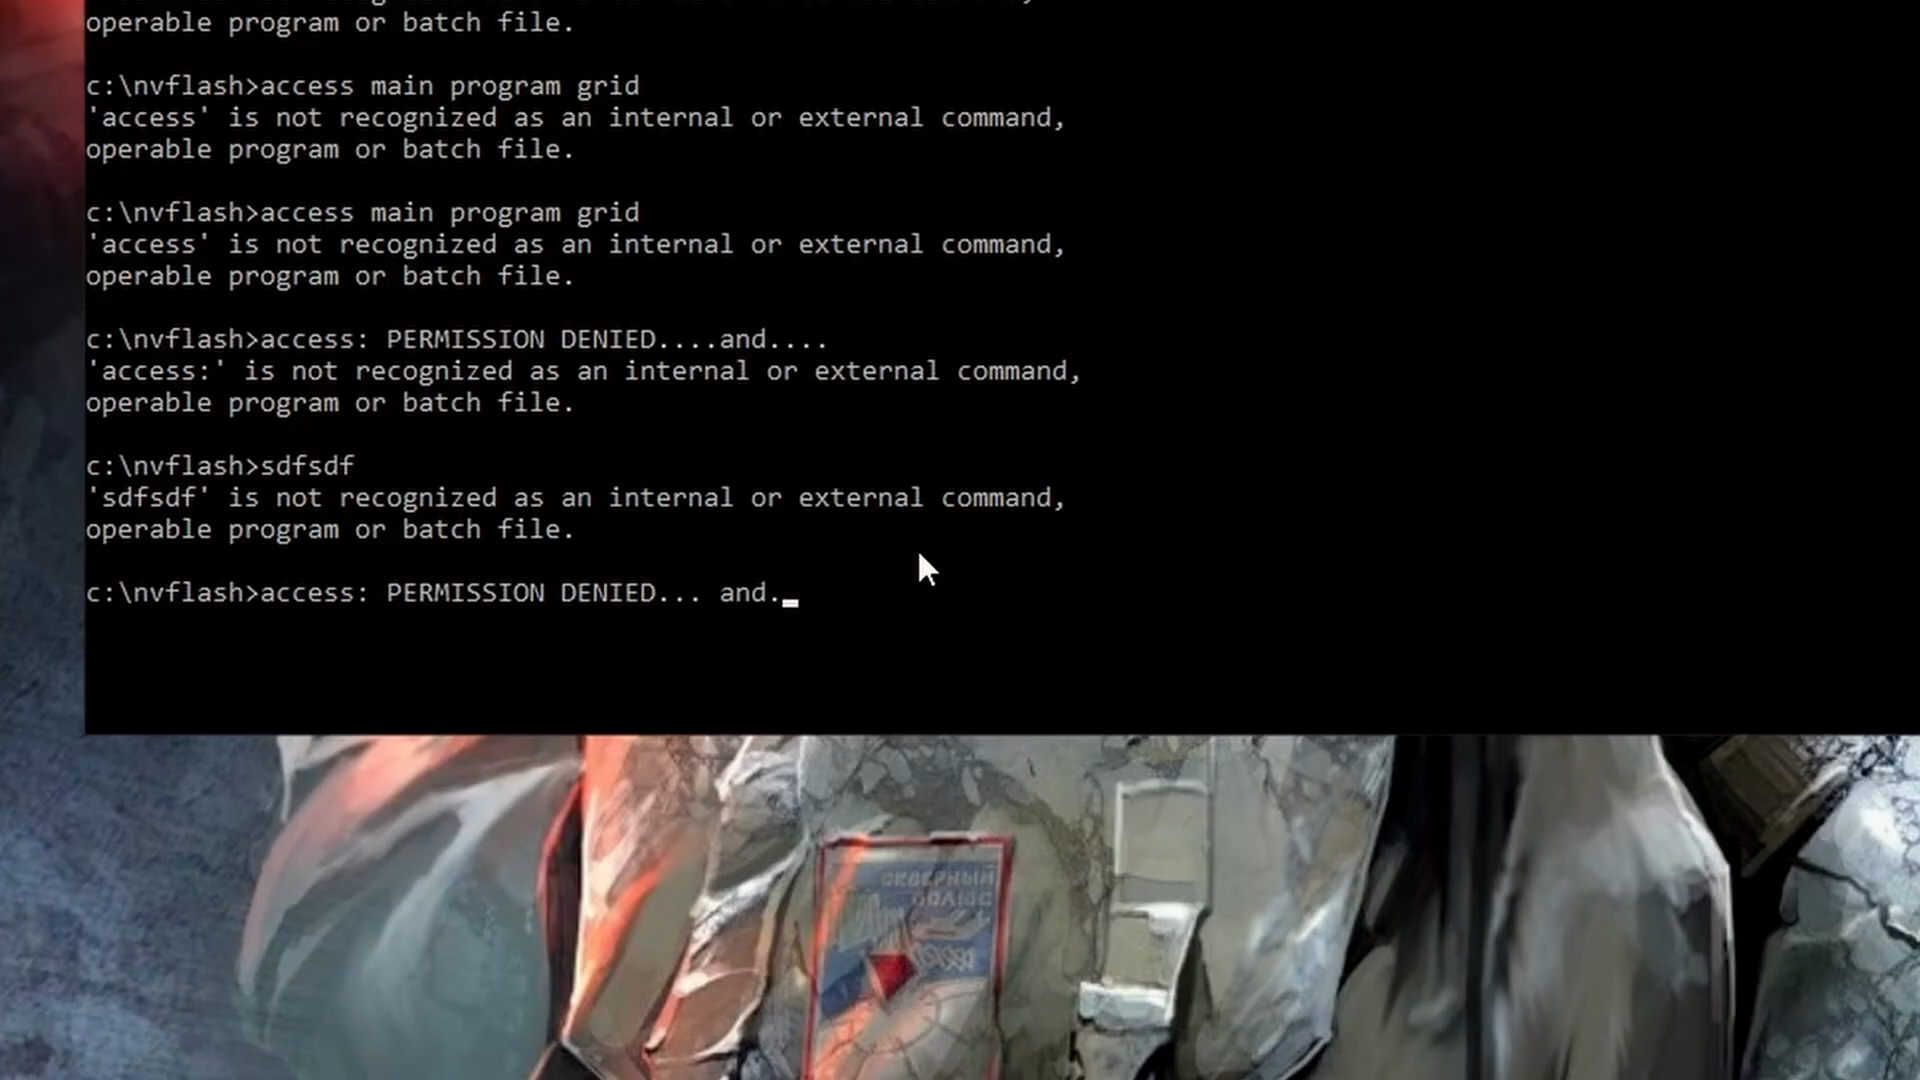 operable program or batch file.
c:\nvflash>access main program grid
'access' is not recognized as an internal or external command,
operable program or batch file.
c:\nvflash>access main program grid
'access' is not recognized as an internal or external command,
operable program or batch file.
c:\nvflash>access: PERMISSION DENIED....and....
'access:' is not recognized as an internal or external command,
operable program or batch file.
c:\nvflash>sdfsdf
'sdfsdf' is not recognized as an internal or external command,
operable program or batch file.
c:\nvflash>access: PERMISSION DENIED... and.
СЕВЕРНЫЙ
ПОЛЮС